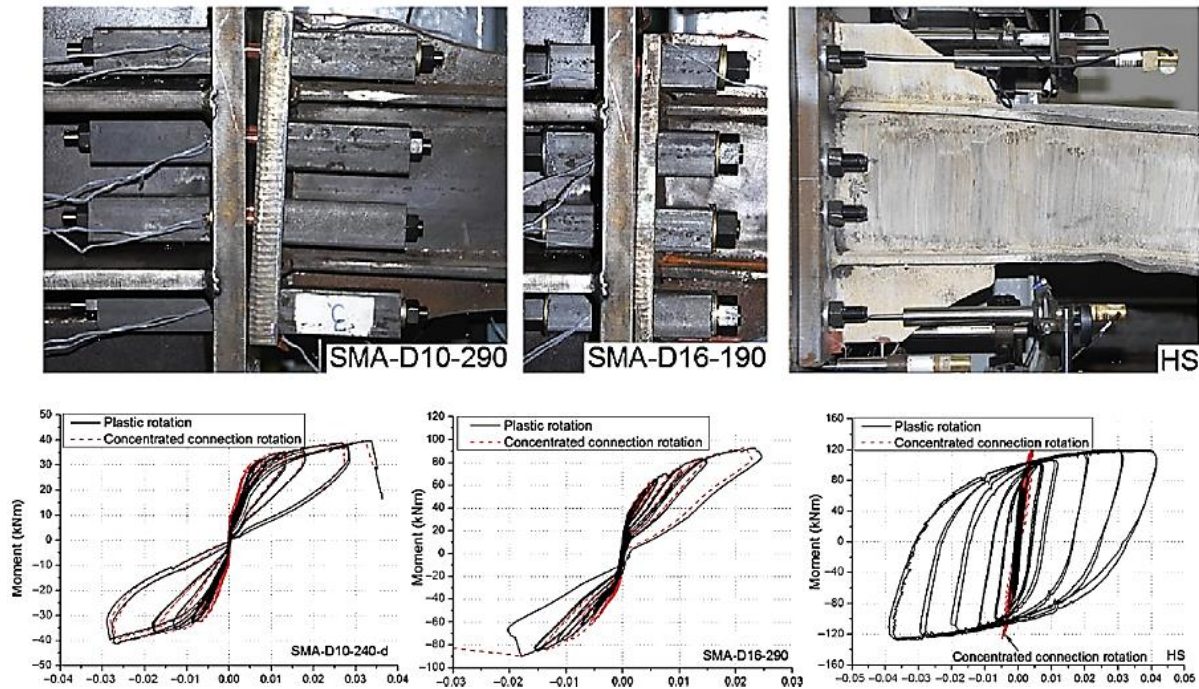 SMA-D10-290
SMA-D16-190
HS
Plastic rotation
Concentrated connection rotation
Moment (kNm)
50
40
30
20
10
0
−10
−20
−30
−40
50
−0.04 −0.03 −0.02 −0.01 0.00 0.01 0.02 0.03 0.04
SMA-D10-240-d
Plastic rotation
Concentrated connection rotation
Moment (kNm)
120
100
80
60
40
20
0
−20
−40
−60
−80
−100
−0.03 −0.02 −0.01 0.00 0.01 0.02 0.03
SMA-D16-290
Plastic rotation
Concentrated connection rotation
Moment (kNm)
160
120
80
40
0
−40
−80
−120
−160
−0.05 −0.04 −0.03 −0.02 −0.01 0.00 0.01 0.02 0.03 0.04 0.05
Concentrated connection rotation
HS